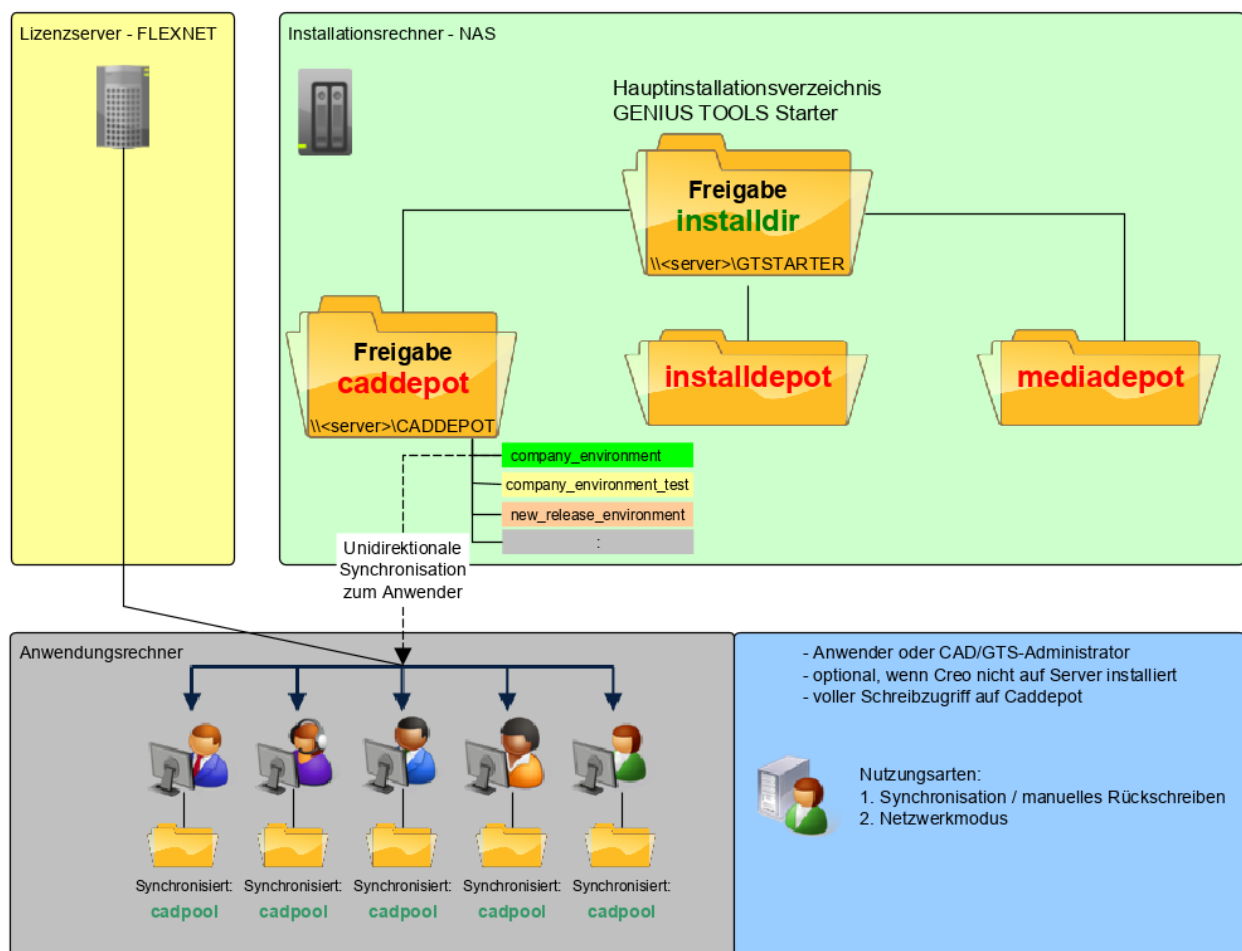 Lizenzserver - FLEXNET
Installationsrechner - NAS
Hauptinstallationsverzeichnis
GENIUS TOOLS Starter
Freigabe
installdir
\\<server>\GTSTARTER
Freigabe
caddepot
\\<server>\CADDEPOT
installdepot
mediadepot
company_environment
company_environment_test
new_release_environment
:
Unidirektionale
Synchronisation
zum Anwender
Anwendungsrechner
Synchronisiert:
cadpool
Synchronisiert:
cadpool
Synchronisiert:
cadpool
Synchronisiert:
cadpool
Synchronisiert:
cadpool
- Anwender oder CAD/GTS-Administrator
- optional, wenn Creo nicht auf Server installiert
- voller Schreibzugriff auf Caddepot
Nutzungsarten:
1. Synchronisation / manuelles Rückschreiben
2. Netzwerkmodus